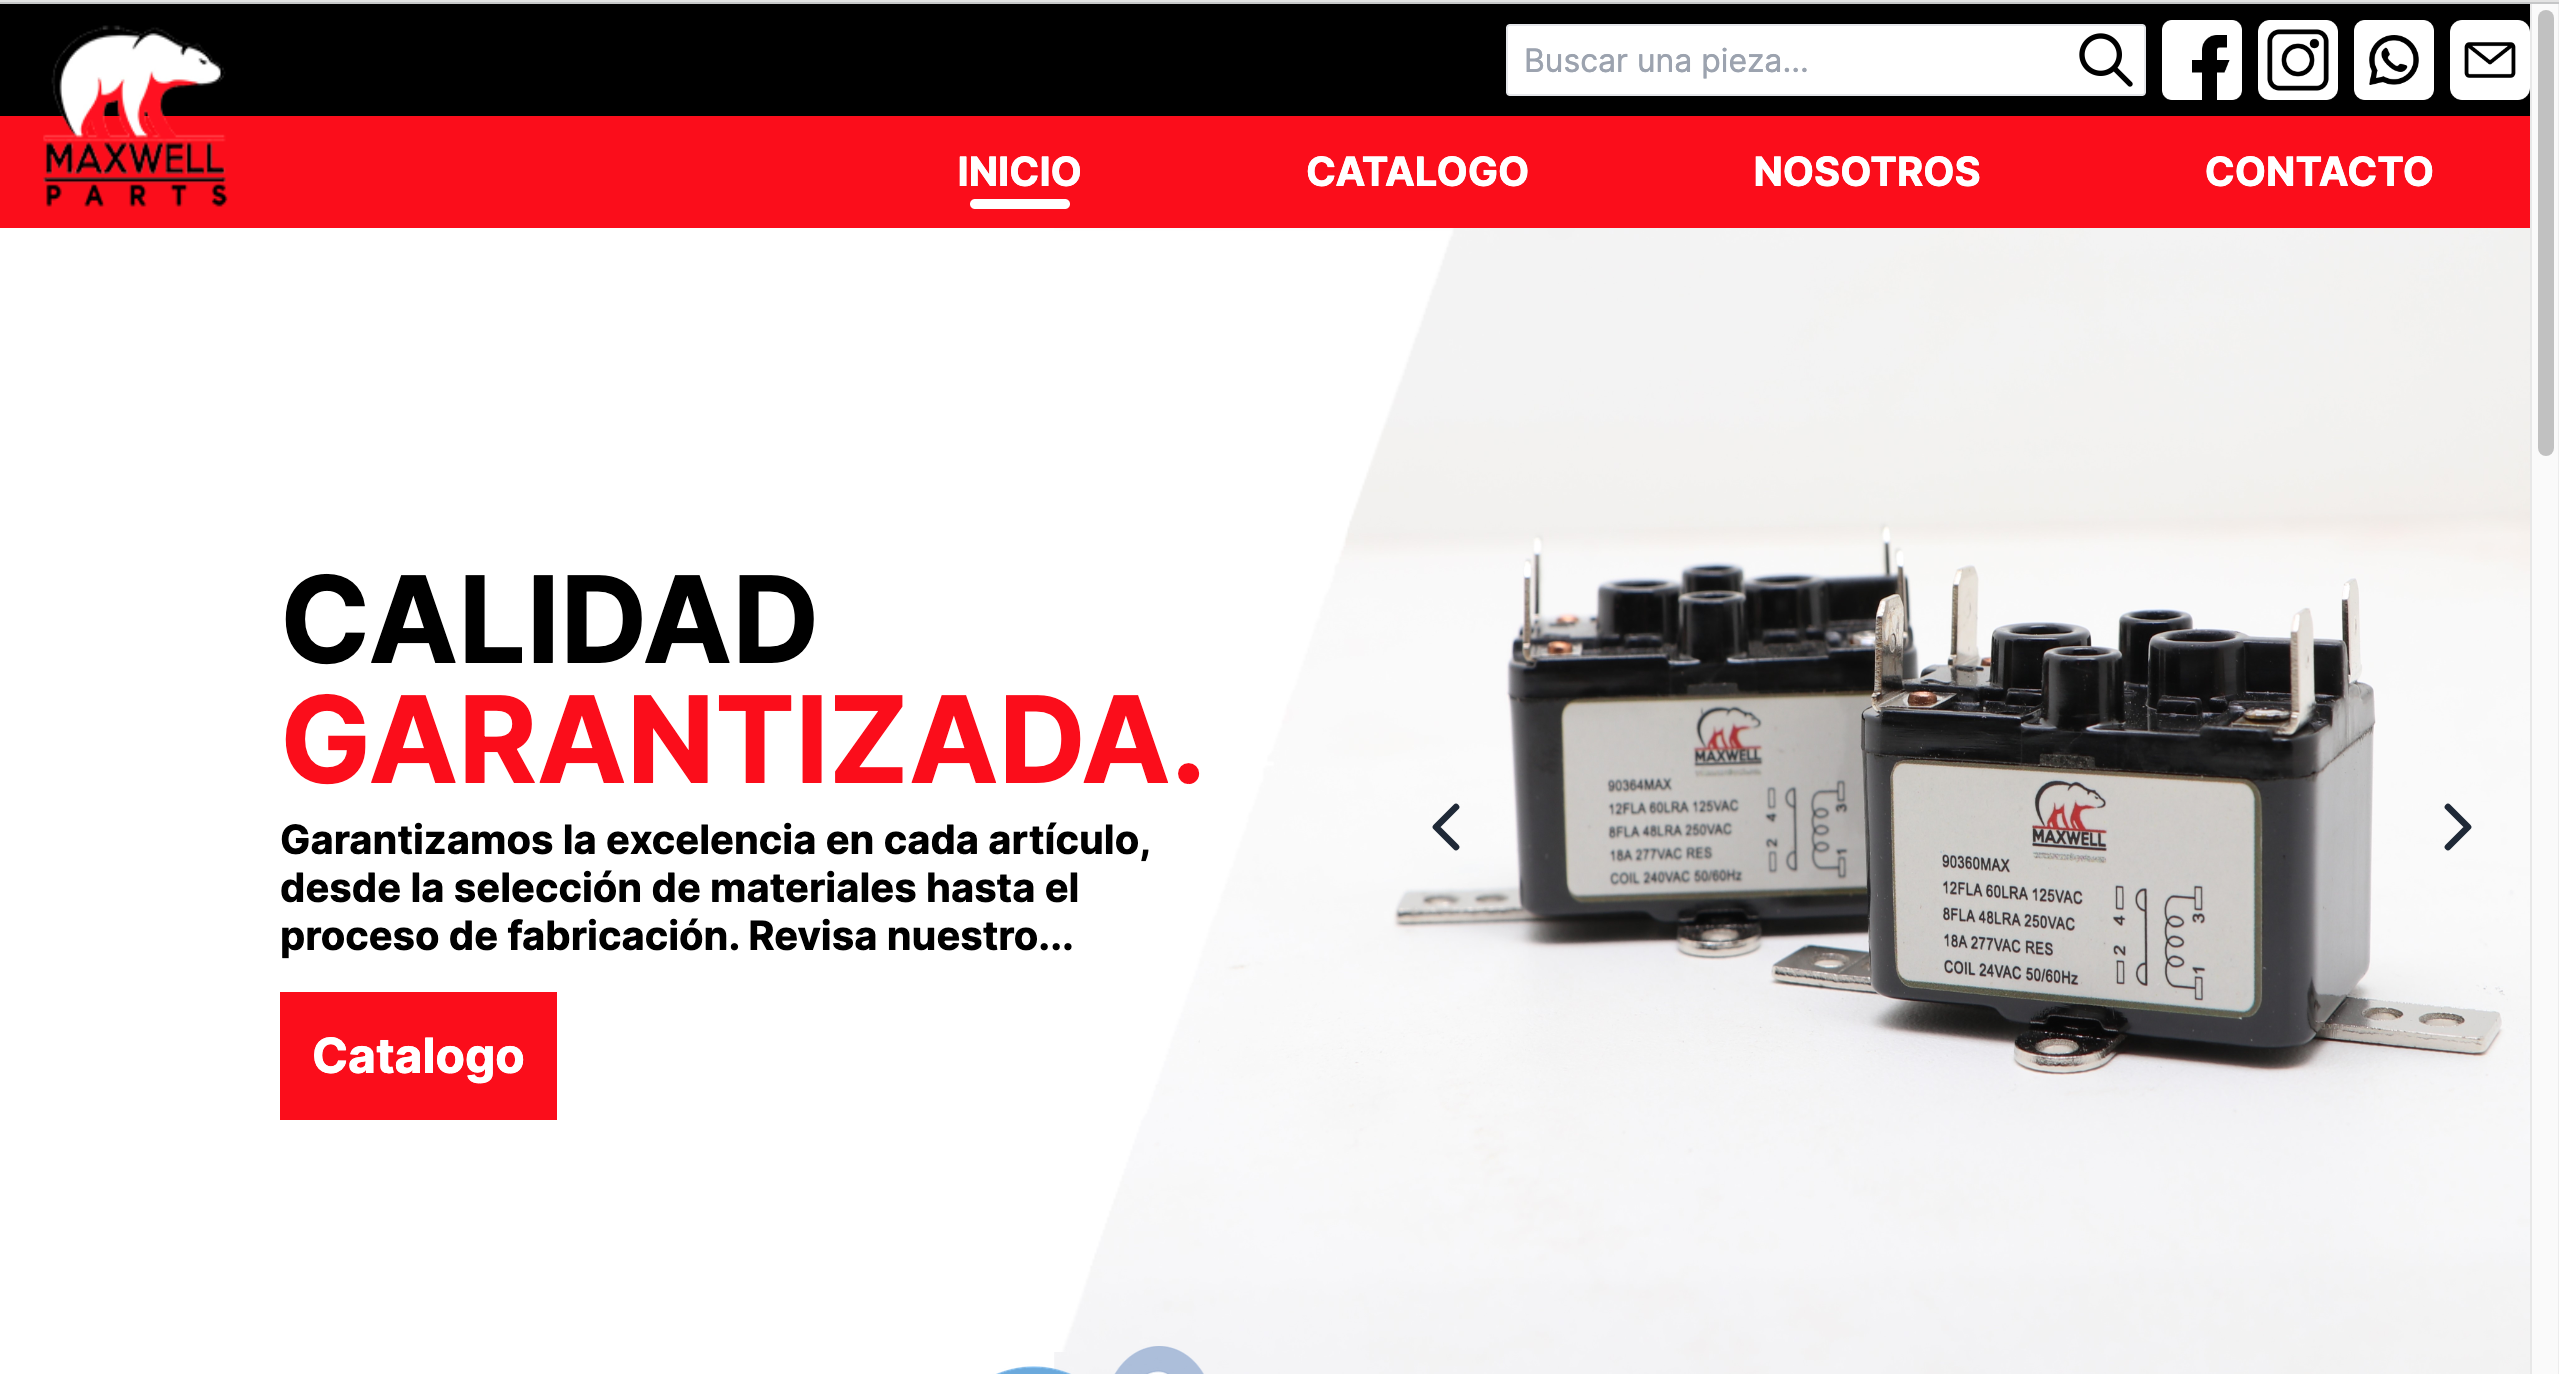 MAXWELL
PARTS
Buscar una pieza...
INICIO
CATALOGO
NOSOTROS
CONTACTO
CALIDAD
GARANTIZADA.
Garantizamos la excelencia en cada artículo,
desde la selección de materiales hasta el
proceso de fabricación. Revisa nuestro...
Catalogo
MAXWELL
90364MAX
12FLA 60LRA 125VAC
8FLA 48LRA 250VAC
18A 277VAC RES
COIL 240VAC 50/60Hz
2 4
1 3
MAXWELL
90360MAX
12FLA 60LRA 125VAC
8FLA 48LRA 250VAC
18A 277VAC RES
COIL 24VAC 50/60Hz
2 4
1 3